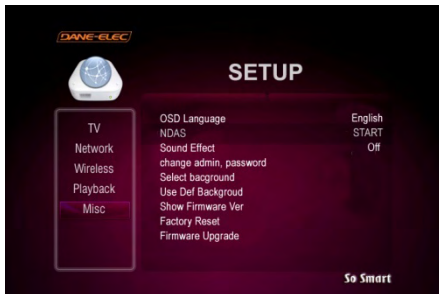 DANE-ELEC
SETUP
TV
Network
Wireless
Playback
Misc
OSD Language English
NDAS START
Sound Effect Off
change admin, password
Select bacground
Use Def Backgroud
Show Firmware Ver
Factory Reset
Firmware Upgrade
So Smart